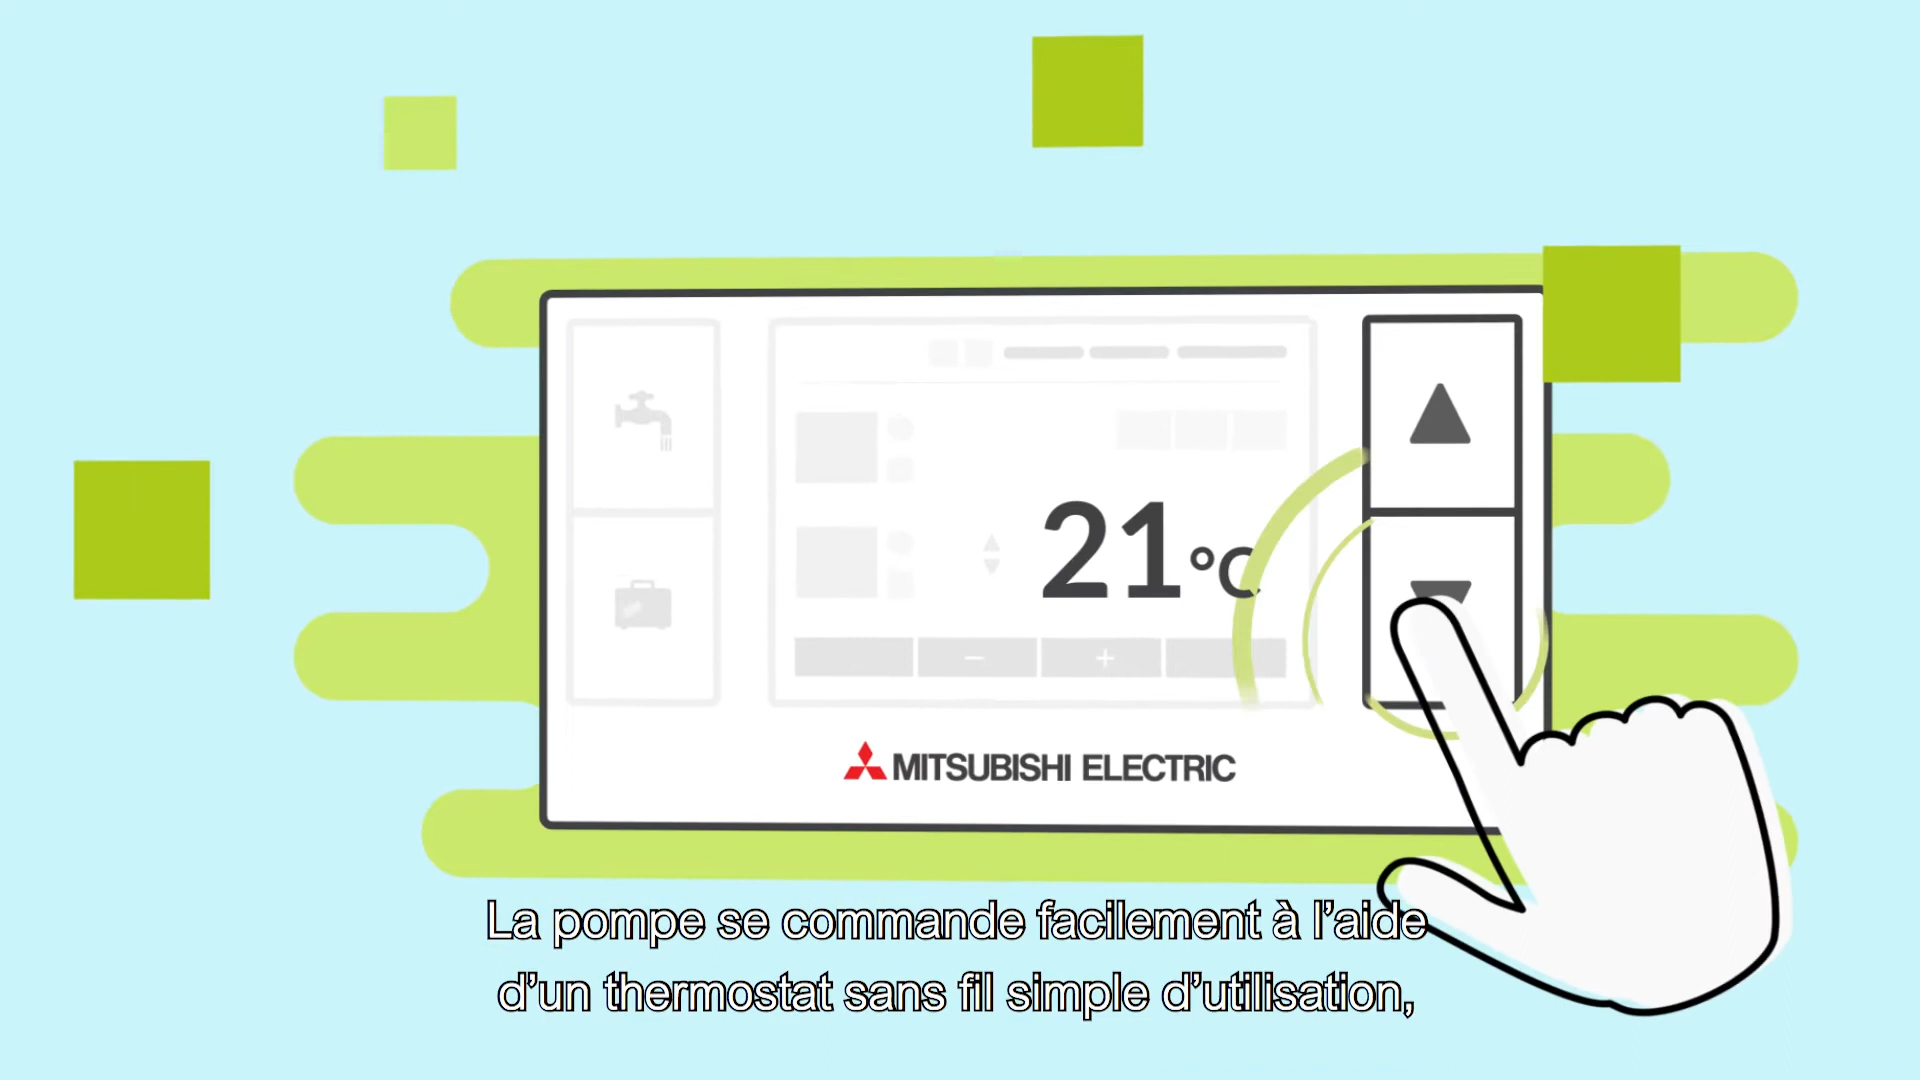 21°C
MITSUBISHI ELECTRIC
La pompe se commande facilement à l’aide
d’un thermostat sans fil simple d’utilisation,